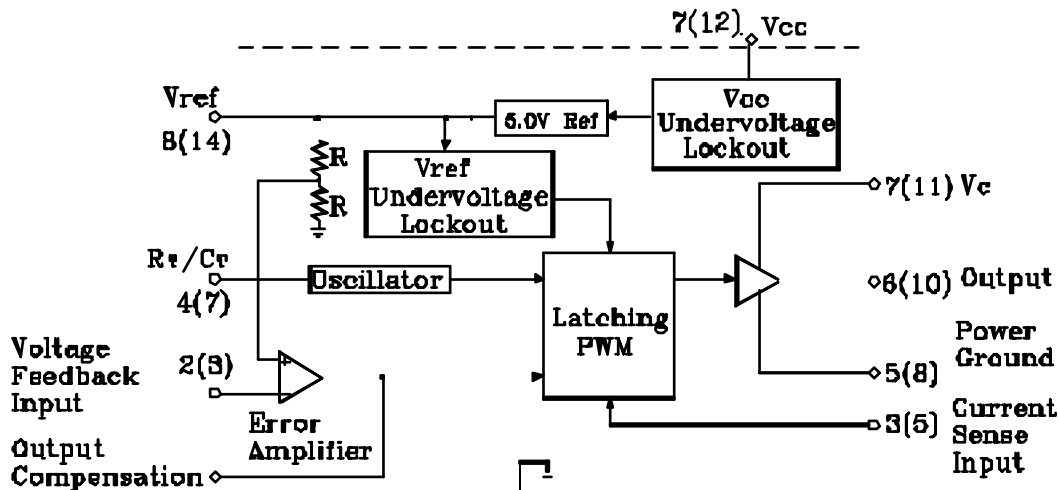 7(12) Vcc
Vref
8(14)
5.0V Ref
Vcc
Undervoltage
Lockout
R
R
Vref
Undervoltage
Lockout
7(11) Vc
RT/CT
4(7)
Oscillator
Latching
PWM
6(10) Output
Voltage
Feedback
Input
2(3)
Power
Ground
5(8)
Error
Amplifier
3(5)
Current
Sense
Input
Output
Compensation